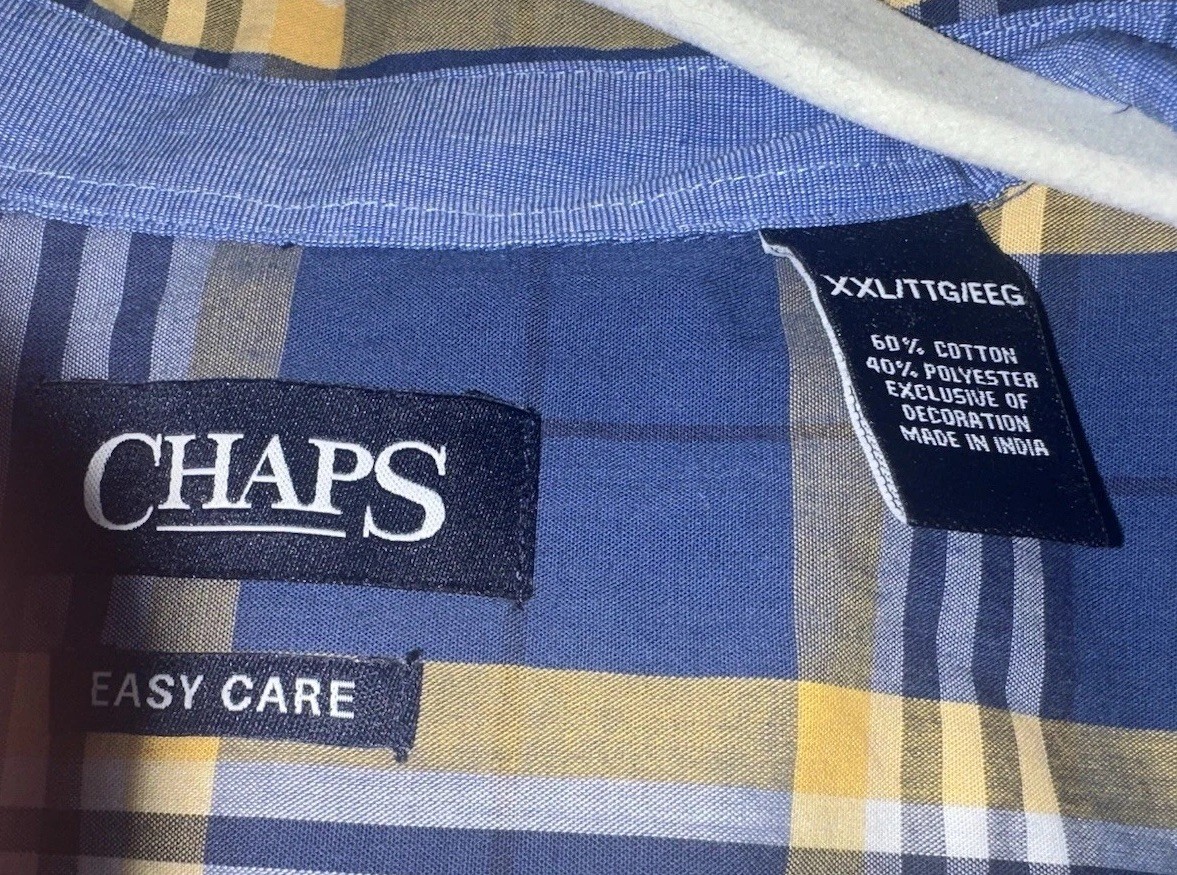 XXL/TTG/EEG
60% COTTON
40% POLYESTER
EXCLUSIVE OF
DECORATION
MADE IN INDIA
CHAPS
EASY CARE